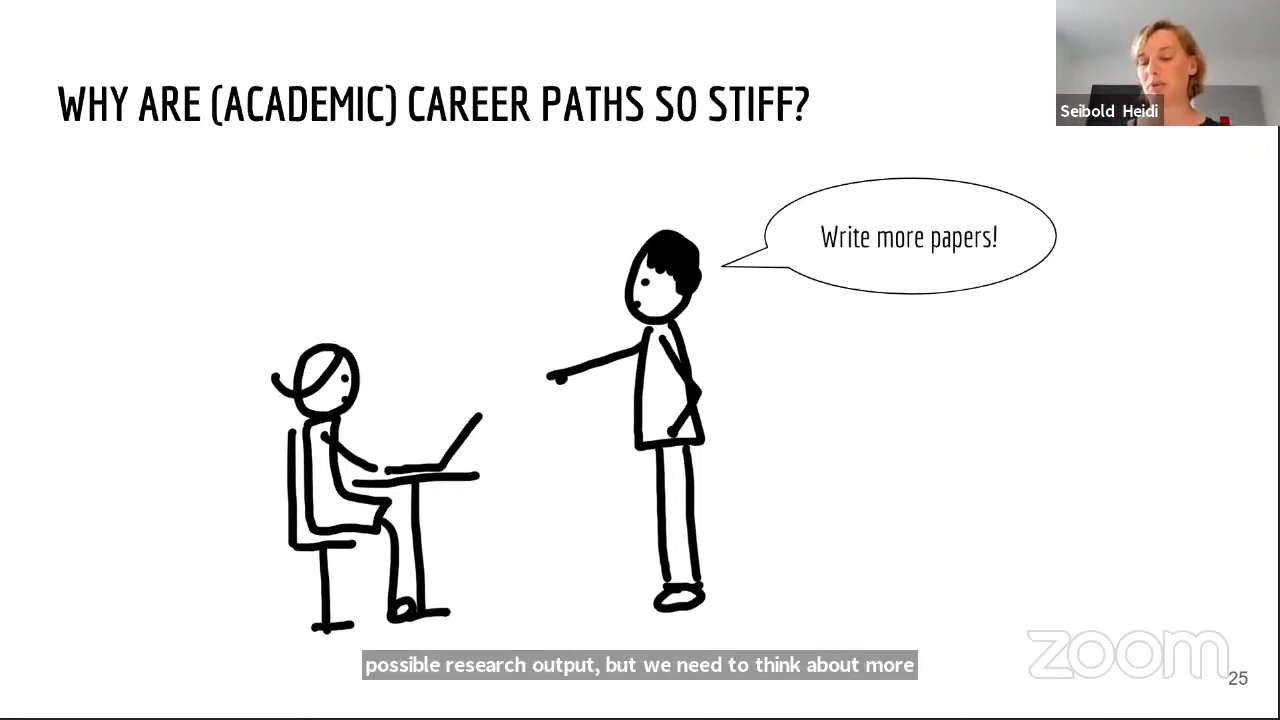 Seibold Heidi
WHY ARE (ACADEMIC) CAREER PATHS SO STIFF?
Write more papers!
possible research output, but we need to think about more
zoom
25